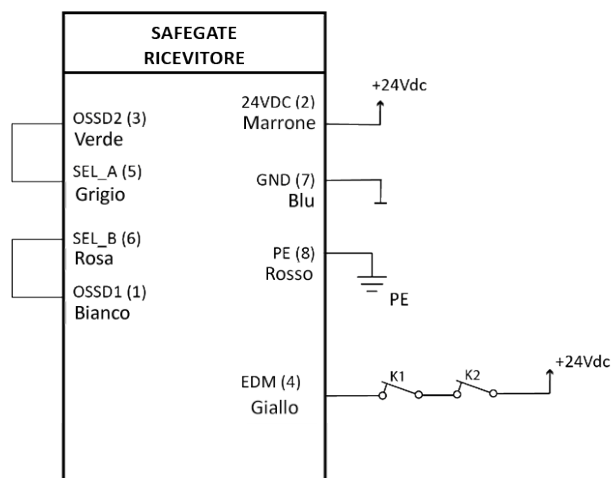 SAFEGATE
RICEVITORE
OSSD2 (3)
Verde
SEL_A (5)
Grigio
SEL_B (6)
Rosa
OSSD1 (1)
Bianco
24VDC (2)
Marrone
+24Vdc
GND (7)
Blu
PE (8)
Rosso
PE
EDM (4)
Giallo
K1
K2
+24Vdc